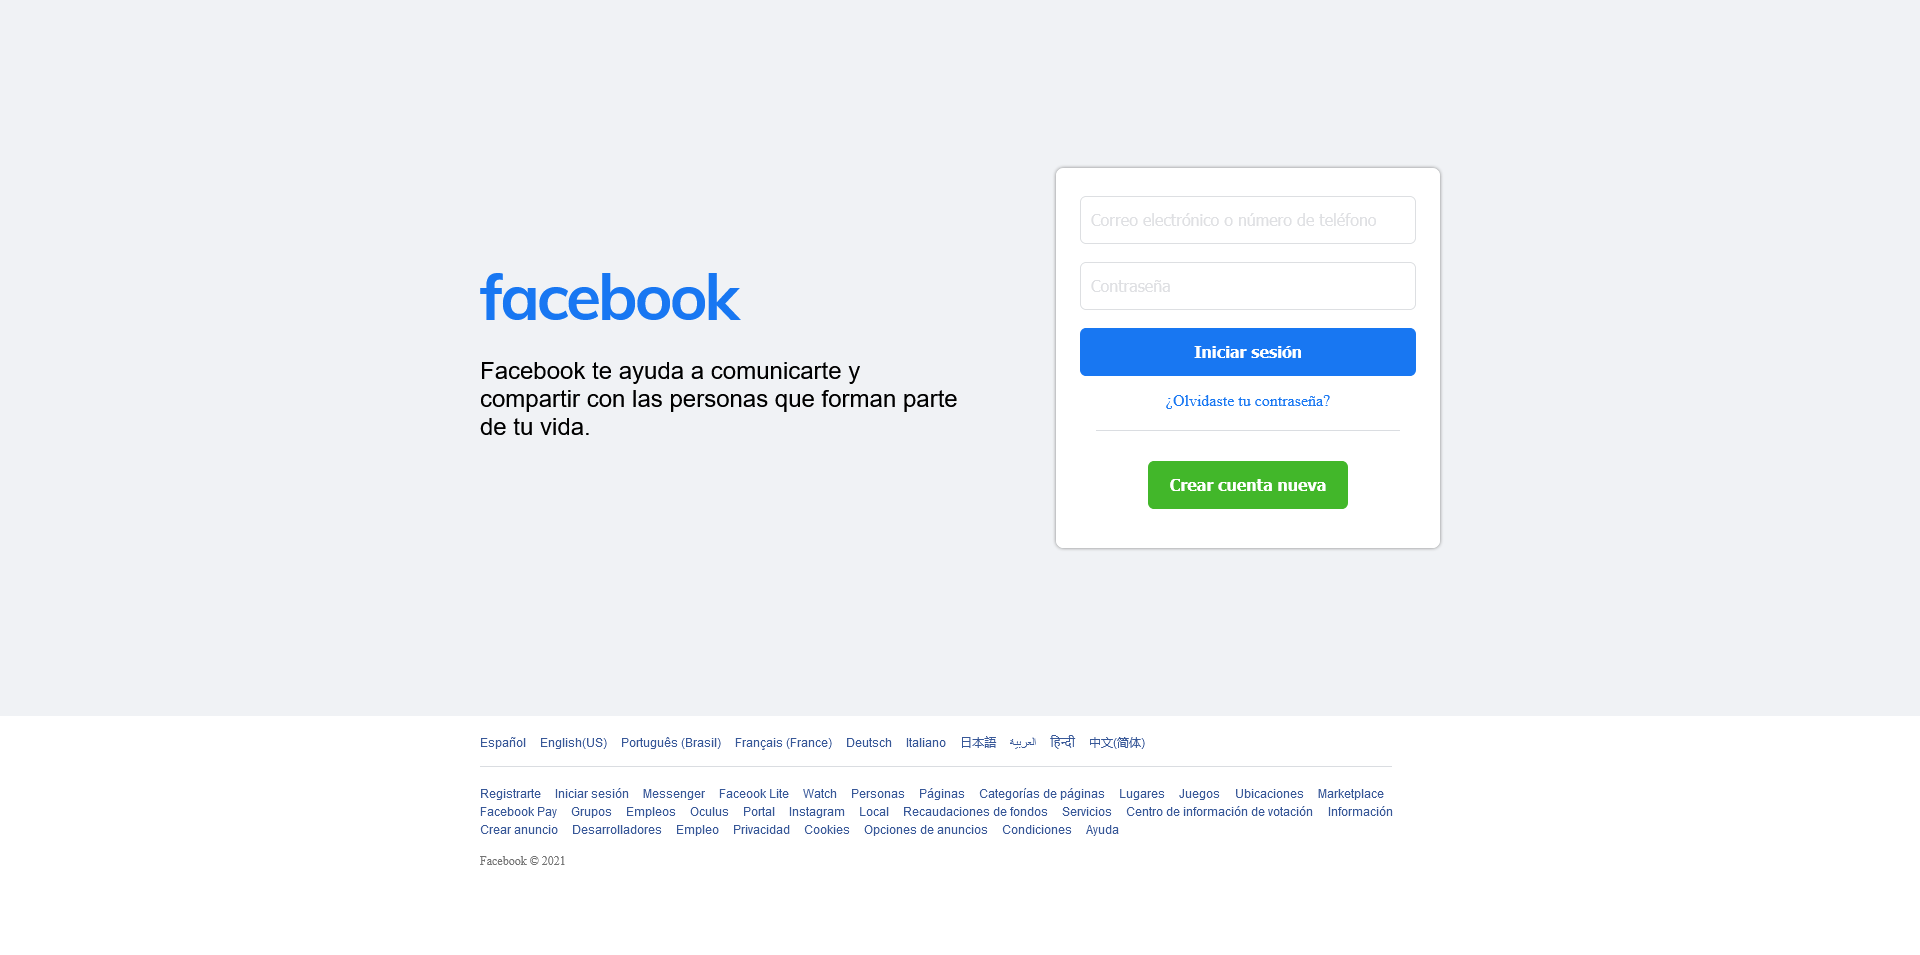 facebook
Facebook te ayuda a comunicarte y
compartir con las personas que forman parte
de tu vida.
Correo electrónico o número de teléfono
Contraseña
Iniciar sesión
¿Olvidaste tu contraseña?
Crear cuenta nueva
Español English(US) Português (Brasil) Français (France) Deutsch Italiano 日本語 العربية हिन्दी 中文(简体)
Registrarte Iniciar sesión Messenger Faceook Lite Watch Personas Páginas Categorías de páginas Lugares Juegos Ubicaciones Marketplace
Facebook Pay Grupos Empleos Oculus Portal Instagram Local Recaudaciones de fondos Servicios Centro de información de votación Información
Crear anuncio Desarrolladores Empleo Privacidad Cookies Opciones de anuncios Condiciones Ayuda
Facebook © 2021